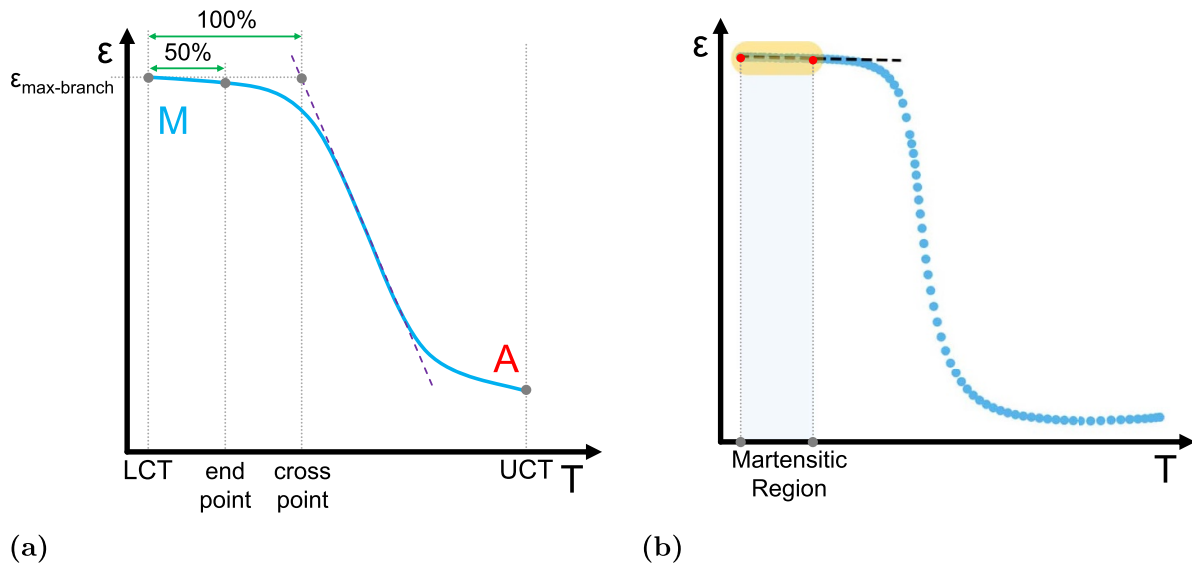 100%
50%
ε
ε
εmax-branch
M
A
LCT
end
point
cross
point
UCT
T
Martensitic
Region
T
(a)
(b)